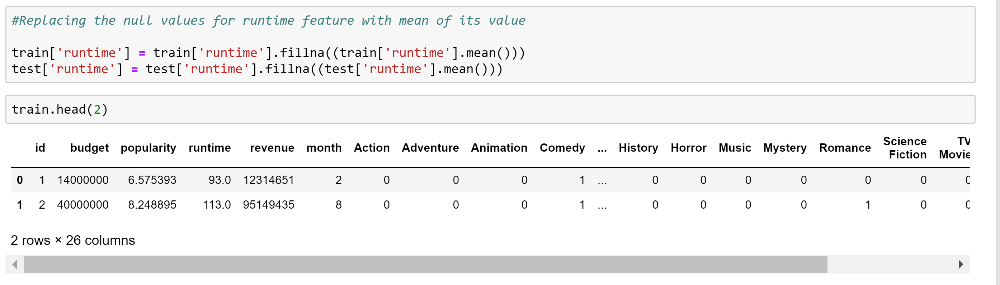 #Replacing the null values for runtime feature with mean of its value
train['runtime'] = train['runtime'].fillna((train['runtime'].mean()))
test['runtime'] = test['runtime'].fillna((test['runtime'].mean()))
train.head(2)
id budget popularity runtime revenue month Action Adventure Animation Comedy ... History Horror Music Mystery Romance Science Fiction TV Movie
0 1 14000000 6.575393 93.0 12314651 2 0 0 0 1 ... 0 0 0 0 0 0 0
1 2 40000000 8.248895 113.0 95149435 8 0 0 0 1 ... 0 0 0 0 1 0 0
2 rows × 26 columns